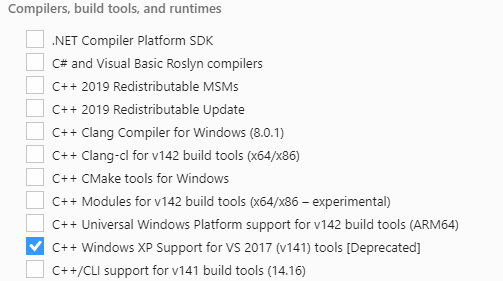 Compilers, build tools, and runtimes
.NET Compiler Platform SDK
C# and Visual Basic Roslyn compilers
C++ 2019 Redistributable MSMs
C++ 2019 Redistributable Update
C++ Clang Compiler for Windows (8.0.1)
C++ Clang-cl for v142 build tools (x64/x86)
C++ CMake tools for Windows
C++ Modules for v142 build tools (x64/x86 – experimental)
C++ Universal Windows Platform support for v142 build tools (ARM64)
C++ Windows XP Support for VS 2017 (v141) tools [Deprecated]
C++/CLI support for v141 build tools (14.16)